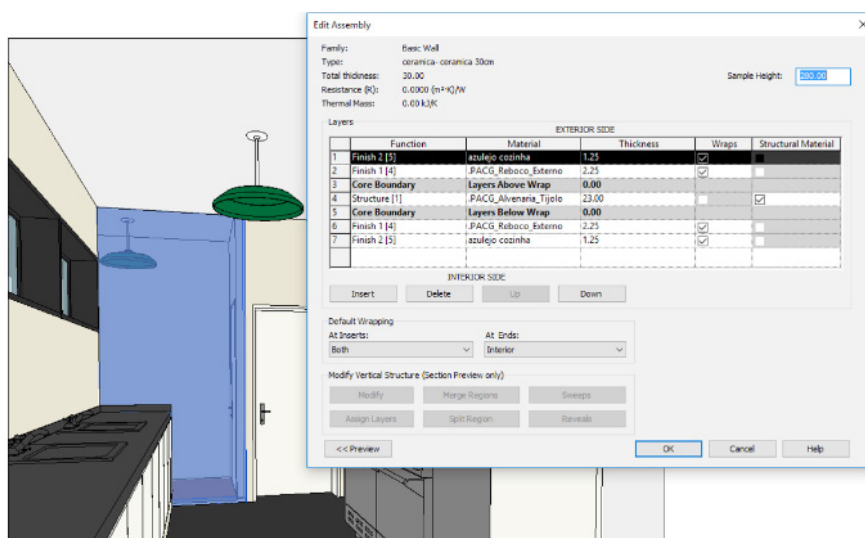 Edit Assembly
Family: Basic Wall
Type: ceramica- ceramica 30cm
Total thickness: 30.00 Sample Height: 280.00
Resistance (R): 0.0000 (m²·K)/W
Thermal Mass: 0.00 kJ/K
Layers
EXTERIOR SIDE
Function Material Thickness Wraps Structural Material
1 Finish 2 [5] azulejo cozinha 1.25
2 Finish 1 [4] .PACG_Reboco_Externo 2.25
3 Core Boundary Layers Above Wrap 0.00
4 Structure [1] .PACG_Alvenaria_Tijolo 23.00
5 Core Boundary Layers Below Wrap 0.00
6 Finish 1 [4] .PACG_Reboco_Externo 2.25
7 Finish 2 [5] azulejo cozinha 1.25
INTERIOR SIDE
Insert Delete Up Down
Default Wrapping
At Inserts: At Ends:
Both Interior
Modify Vertical Structure (Section Preview only)
Modify Merge Regions Sweeps
Assign Layers Split Region Reveals
<< Preview OK Cancel Help